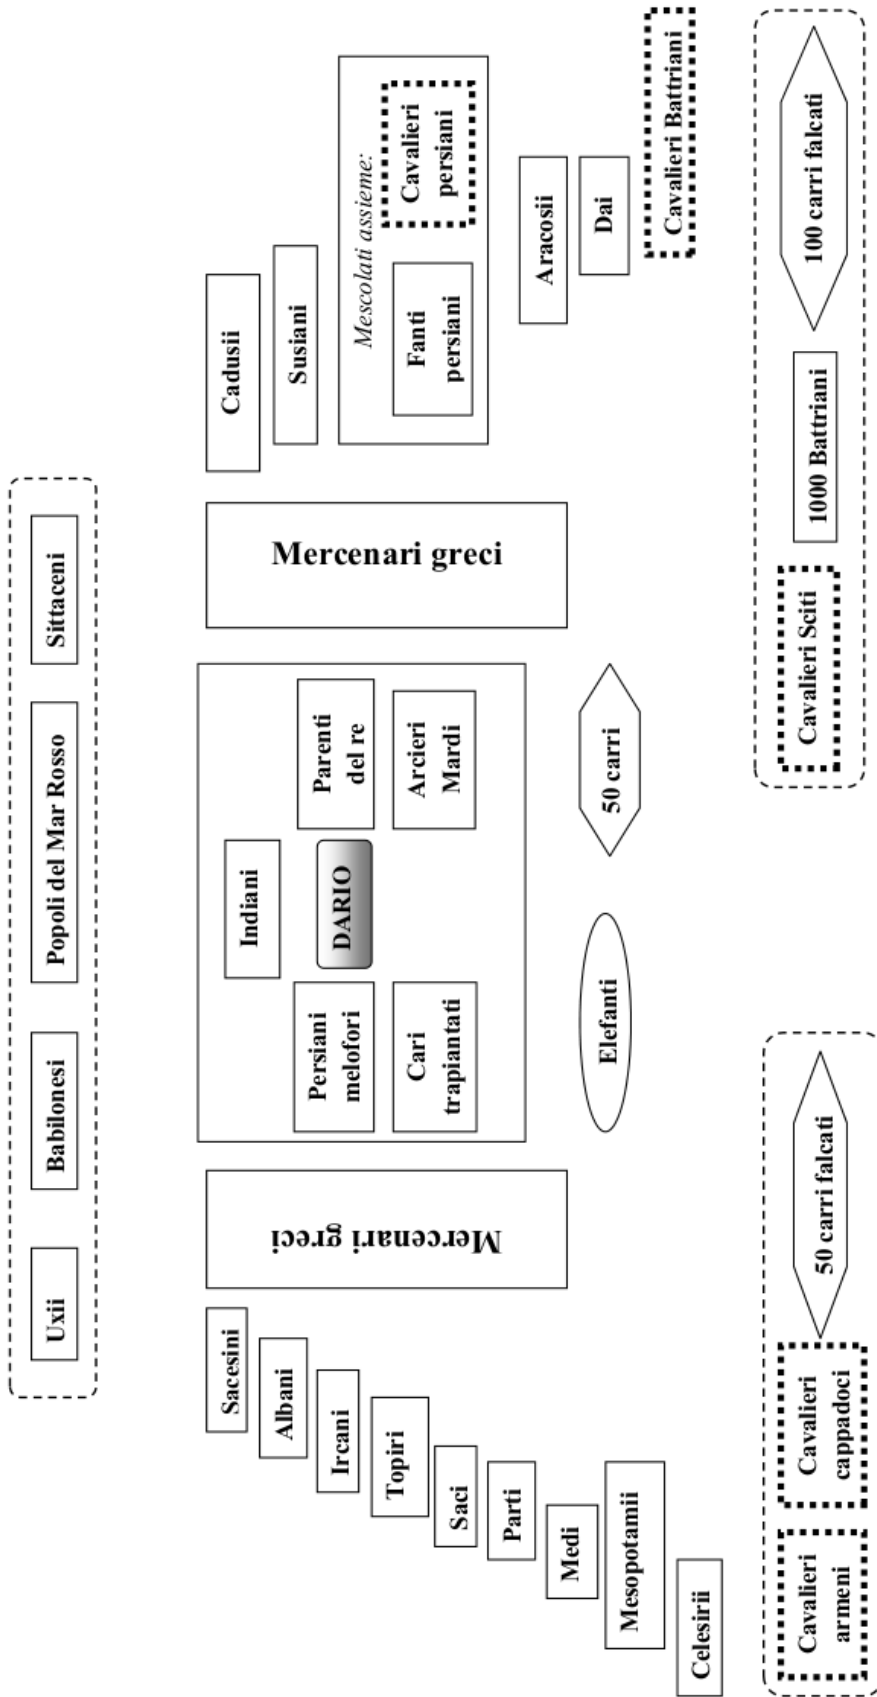 Uxii
Babilonesi
Popoli del Mar Rosso
Sittaceni
Sacesini
Albani
Ircani
Topiri
Saci
Parti
Medi
Mesopotamii
Celesirii
Mercenari greci
Indiani
Persiani
melofori
DARIO
Parenti
del re
Cari
trapiantati
Arcieri
Mardi
Elefanti
50 carri
Mercenari greci
Cadusii
Susiani
Mescolati assieme:
Fanti
persiani
Cavalieri
persiani
Aracosii
Dai
Cavalieri Battriani
Cavalieri
armeni
Cavalieri
cappadoci
50 carri falcati
Cavalieri Sciti
1000 Battriani
100 carri falcati